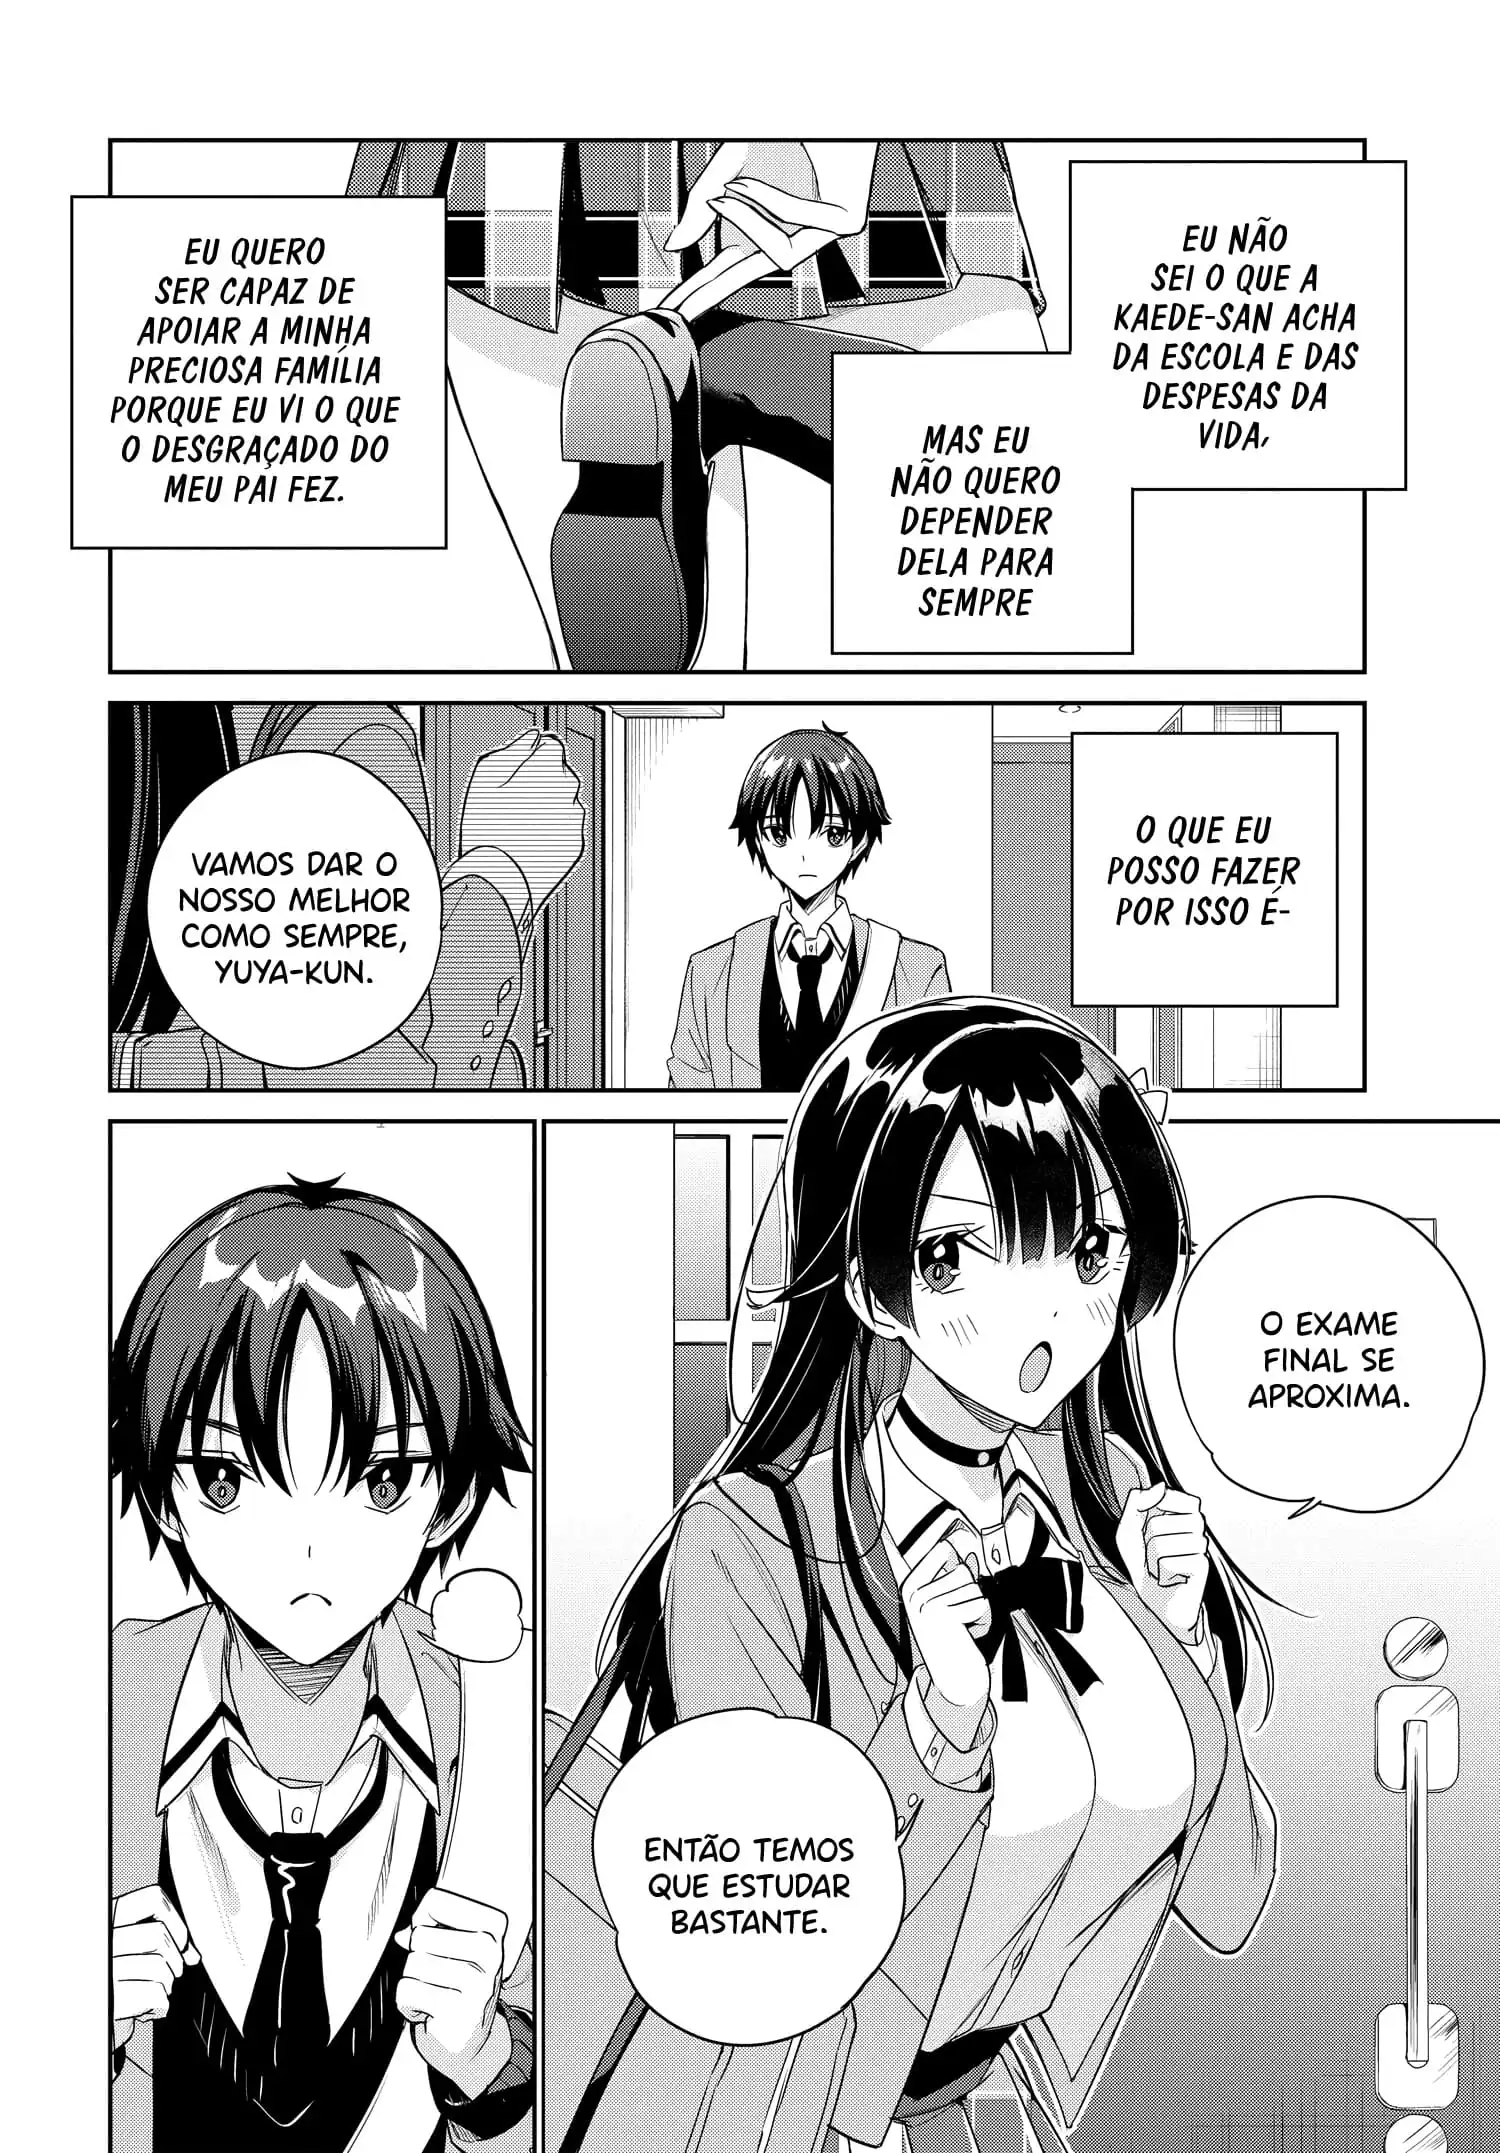 EU NÃO
SEI O QUE A
KAEDE-SAN ACHA
DA ESCOLA E DAS
DESPESAS DA
VIDA,
MAS EU
NÃO QUERO
DEPENDER
DELA PARA
SEMPRE
EU QUERO
SER CAPAZ DE
APOIAR A MINHA
PRECIOSA FAMÍLIA
PORQUE EU VI O QUE
O DESGRAÇADO DO
MEU PAI FEZ.
O QUE EU
POSSO FAZER
POR ISSO É-
VAMOS DAR O
NOSSO MELHOR
COMO SEMPRE,
YUYA-KUN.
O EXAME
FINAL SE
APROXIMA.
ENTÃO TEMOS
QUE ESTUDAR
BASTANTE.